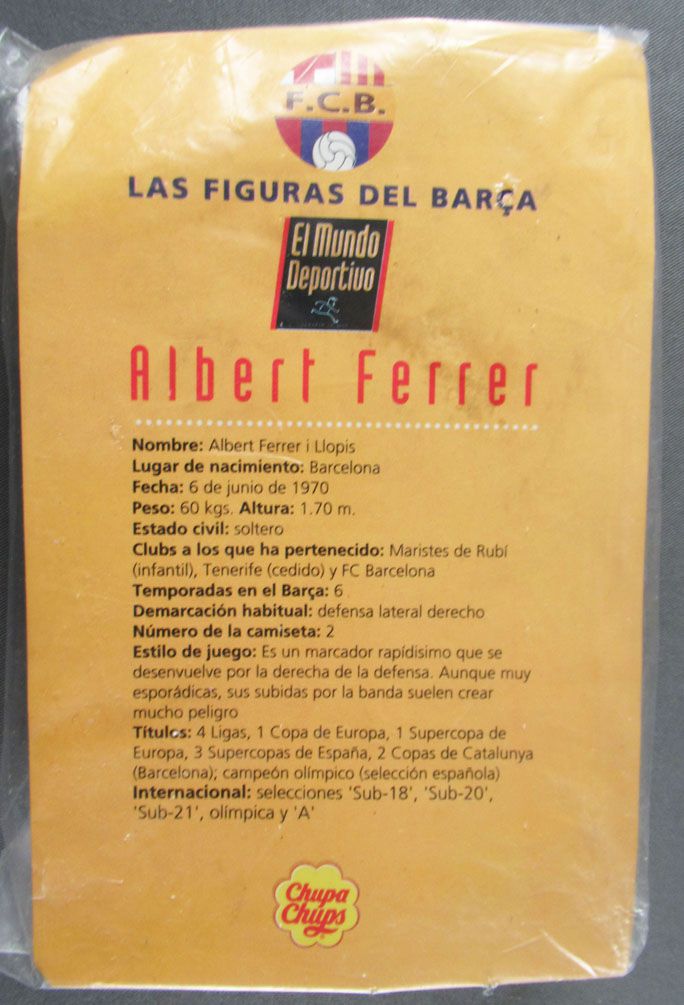 F.C.B.
LAS FIGURAS DEL BARÇA
El Mundo
Deportivo
Albert Ferrer
Nombre: Albert Ferrer i Llopis
Lugar de nacimiento: Barcelona
Fecha: 6 de junio de 1970
Peso: 60 kgs. Altura: 1.70 m.
Estado civil: soltero
Clubs a los que ha pertenecido: Maristes de Rubí
(infantil), Tenerife (cedido) y FC Barcelona
Temporadas en el Barça: 6
Demarcación habitual: defensa lateral derecho
Número de la camiseta: 2
Estilo de juego: Es un marcador rapídisimo que se
desenvuelve por la derecha de la defensa. Aunque muy
esporádicas, sus subidas por la banda suelen crear
mucho peligro
Títulos: 4 Ligas, 1 Copa de Europa, 1 Supercopa de
Europa, 3 Supercopas de España, 2 Copas de Catalunya
(Barcelona); campeón olímpico (selección española)
Internacional: selecciones 'Sub-18', 'Sub-20',
'Sub-21', olímpica y 'A'
Chupa
Chups